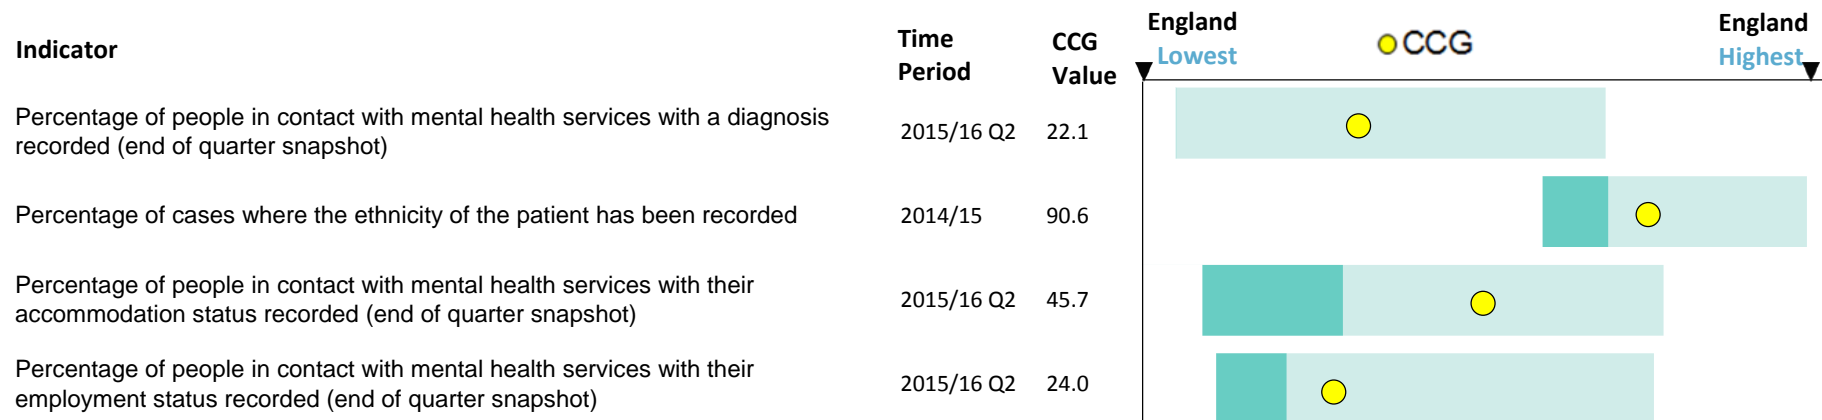 Indicator
Time Period
CCG Value
England Lowest
CCG
England Highest
Percentage of people in contact with mental health services with a diagnosis
recorded (end of quarter snapshot)
2015/16 Q2
22.1
Percentage of cases where the ethnicity of the patient has been recorded
2014/15
90.6
Percentage of people in contact with mental health services with their
accommodation status recorded (end of quarter snapshot)
2015/16 Q2
45.7
Percentage of people in contact with mental health services with their
employment status recorded (end of quarter snapshot)
2015/16 Q2
24.0